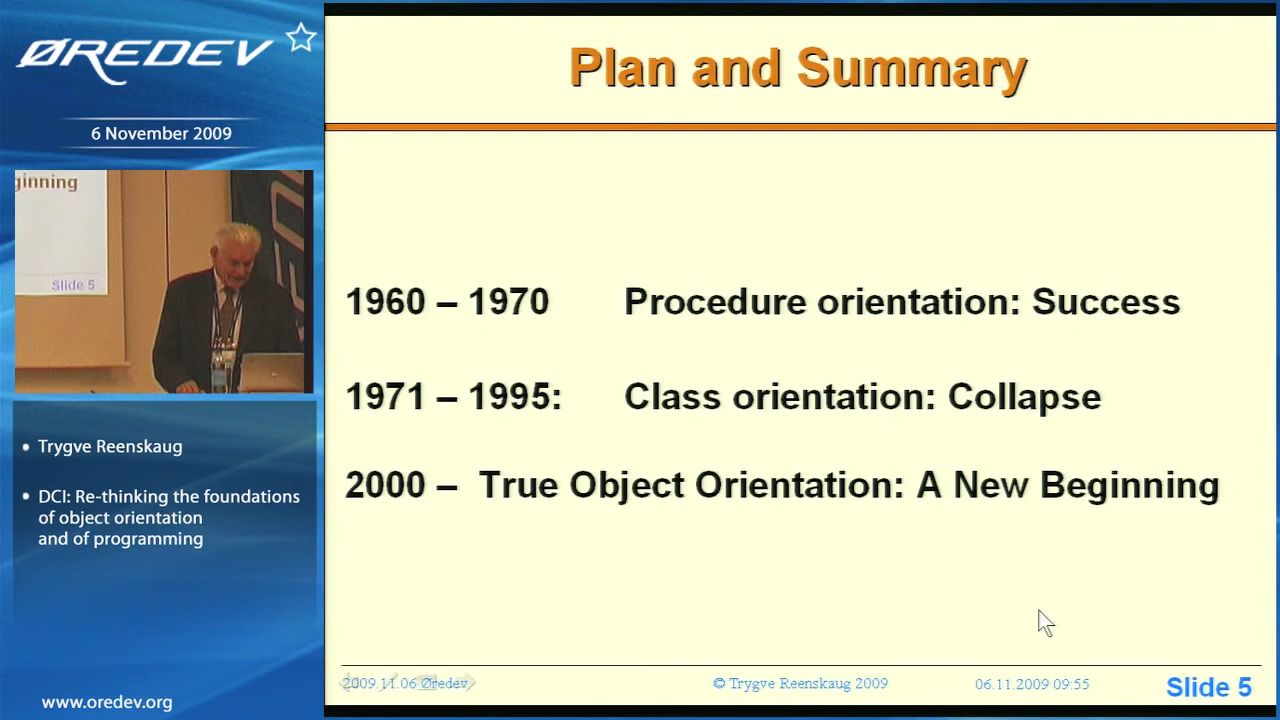 ØREDEV
6 November 2009
ginning
Slide 5
• Trygve Reenskaug
• DCI: Re-thinking the foundations
of object orientation
and of programming
www.oredev.org
Plan and Summary
1960 – 1970 Procedure orientation: Success
1971 – 1995: Class orientation: Collapse
2000 – True Object Orientation: A New Beginning
2009.11.06 Øredev
© Trygve Reenskaug 2009
06.11.2009 09:55
Slide 5